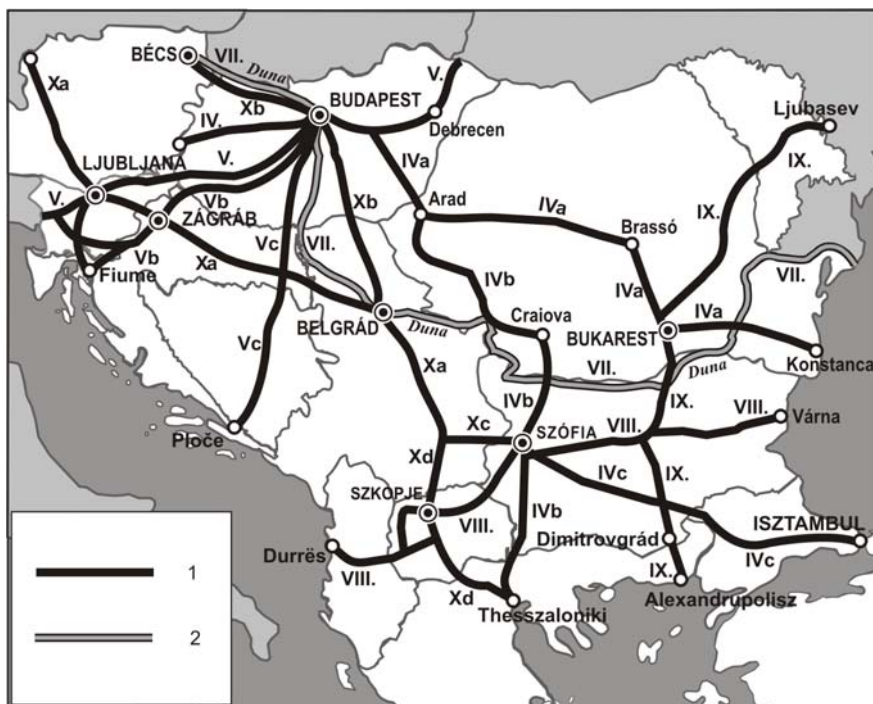 BÉCS
VII.
Duna
Xa
Xb
V.
BUDAPEST
Ljubasev
IV.
Debrecen
IX.
LJUBLJANA
V.
IVa
V.
Vb
Xb
Arad
IVa
IX.
ZÁGRÁB
Brassó
Vc
VII.
Vb
Xa
Fiume
IVb
IVa
VII.
BELGRÁD
Duna
Craiova
IVa
BUKAREST
Vc
Xa
VII.
Duna
Konstanca
IVb
IX.
VIII.
Ploče
Xc
SZÓFIA
VIII.
Várna
Xd
IVc
IX.
SZKOPJE
VIII.
IVb
Dimitrovgrád
ISZTAMBUL
Durrës
IVc
VIII.
Xd
IX.
Thesszaloniki
Alexandrupolisz
1
2